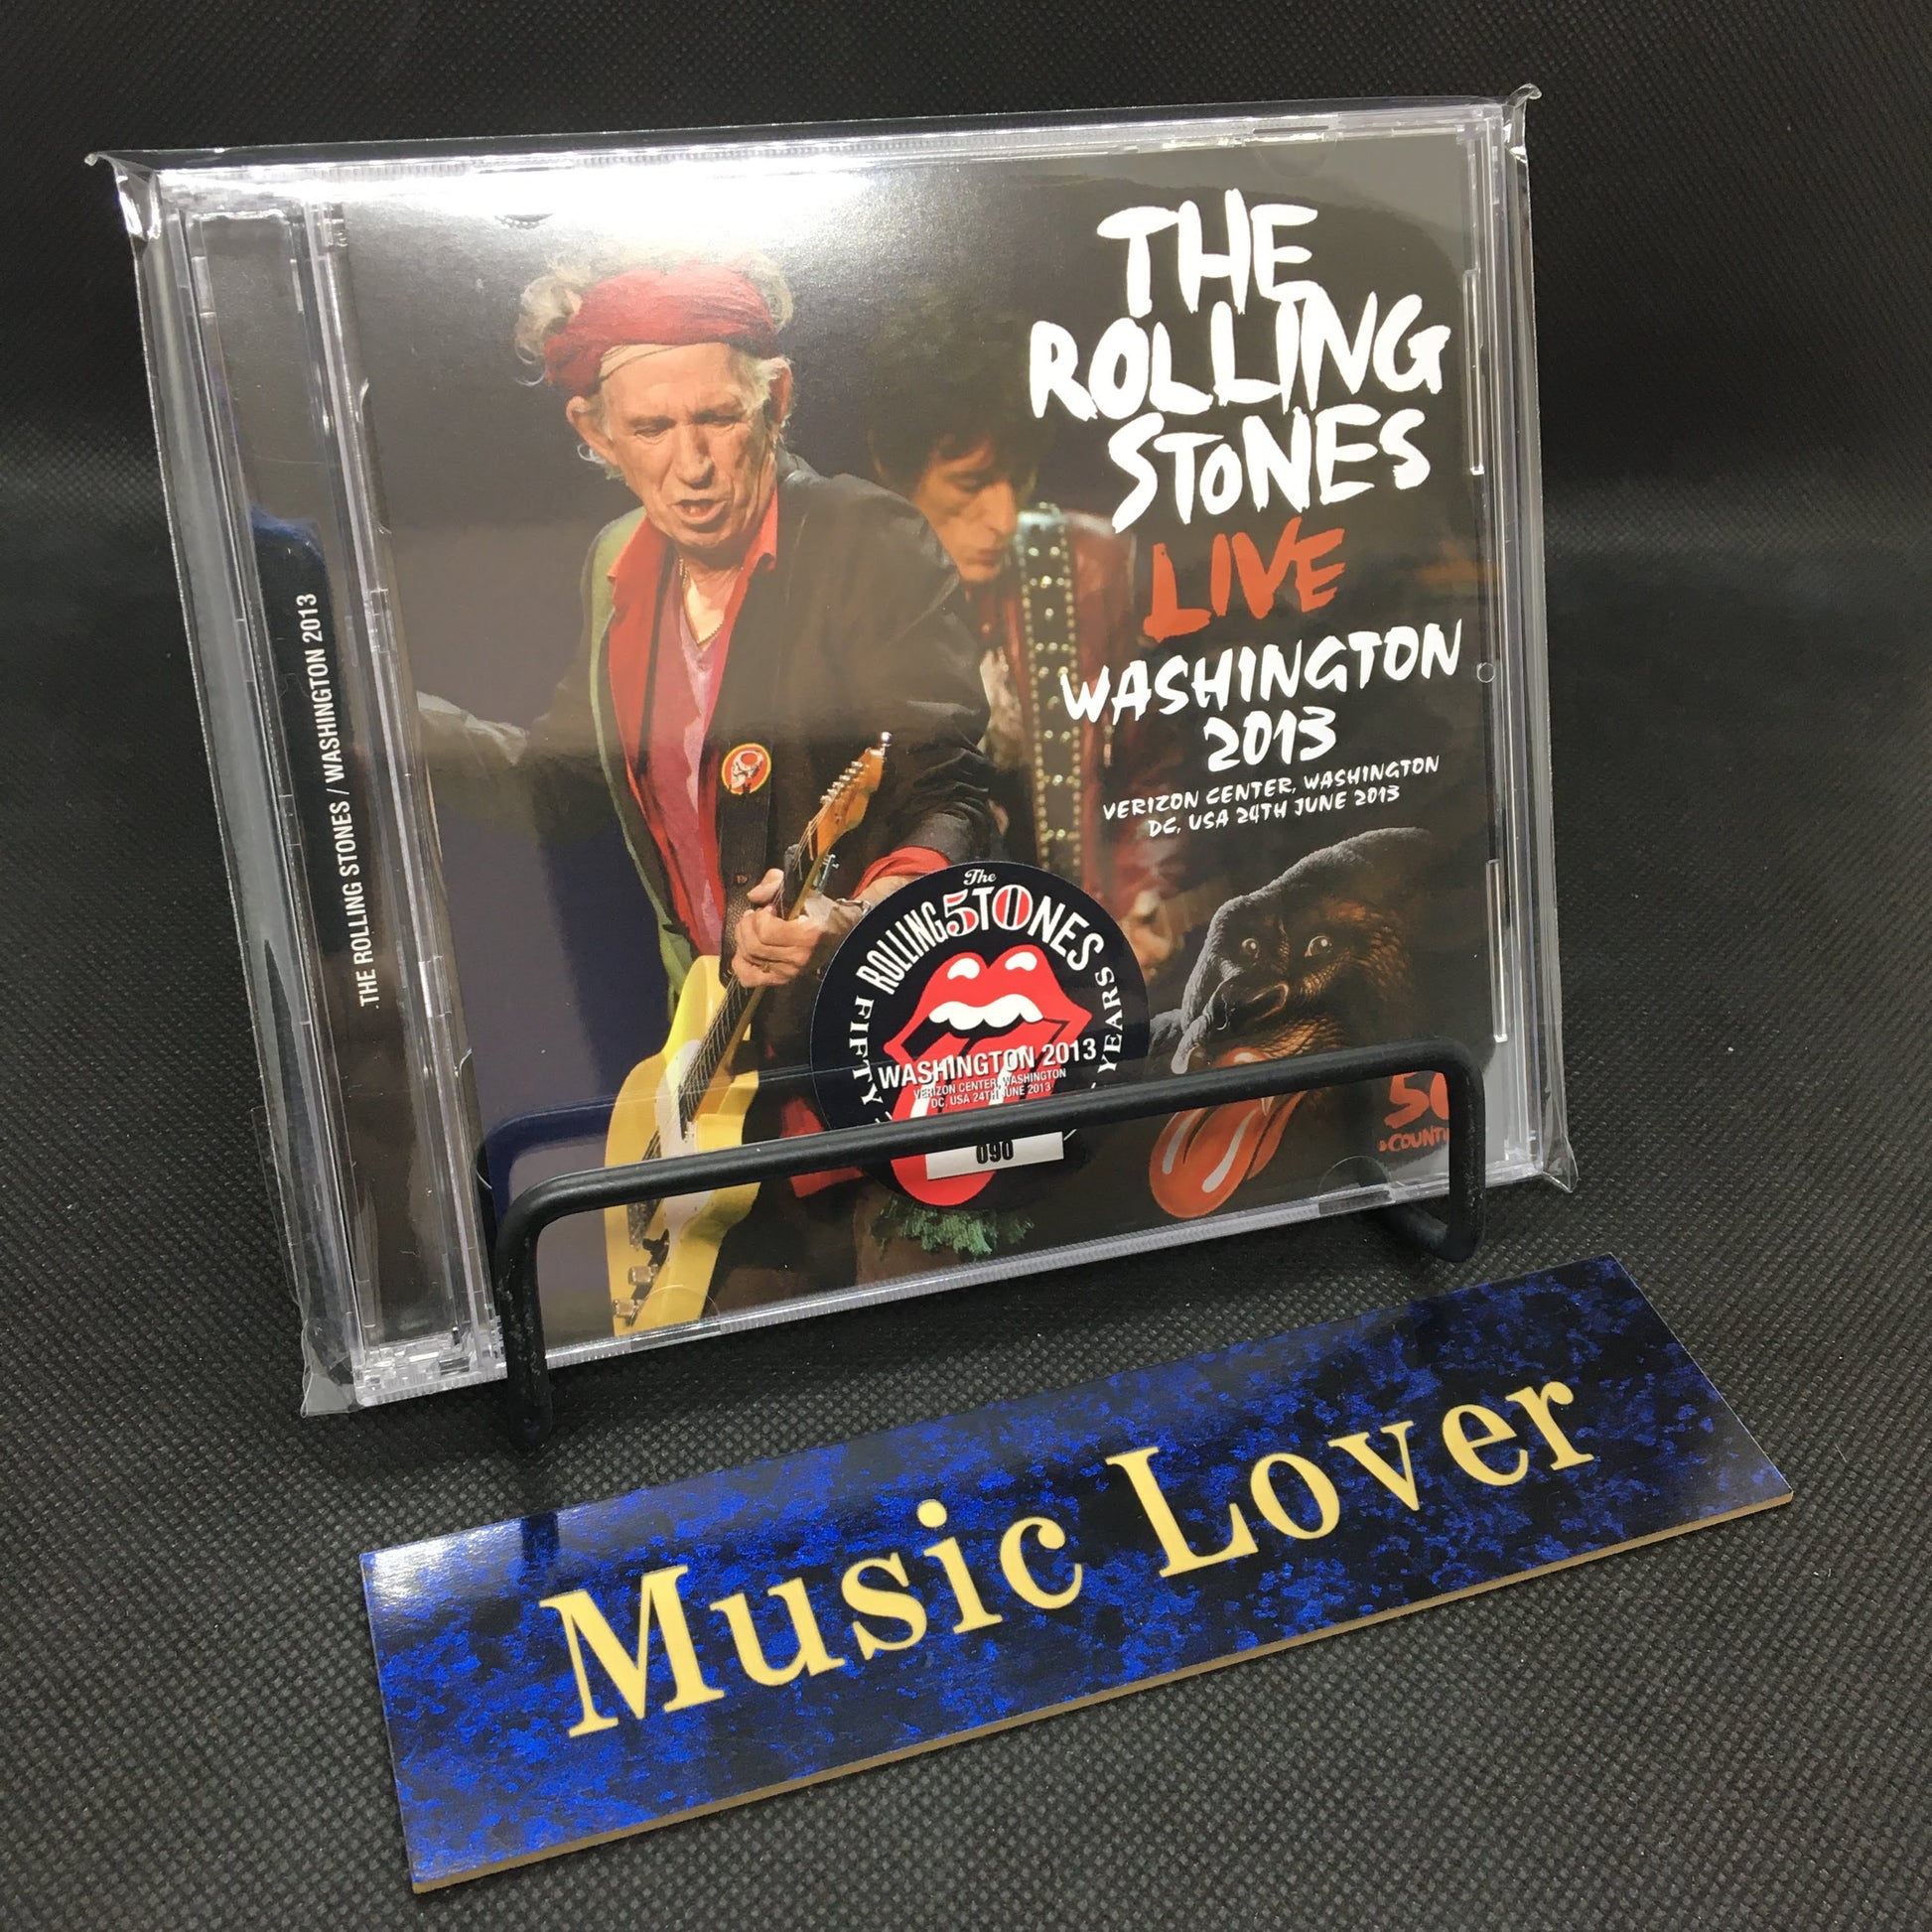 THE
ROLLING
STONES
LIVE
WASHINGTON
2013
VERIZON CENTER, WASHINGTON
DC, USA 24TH JUNE 2013
THE ROLLING STONES / WASHINGTON 2013
The
ROLLING 5TONES
FIFTY YEARS
WASHINGTON 2013
VERIZON CENTER, WASHINGTON
DC, USA 24TH JUNE 2013
090
50
& COUNTI
Music Lover